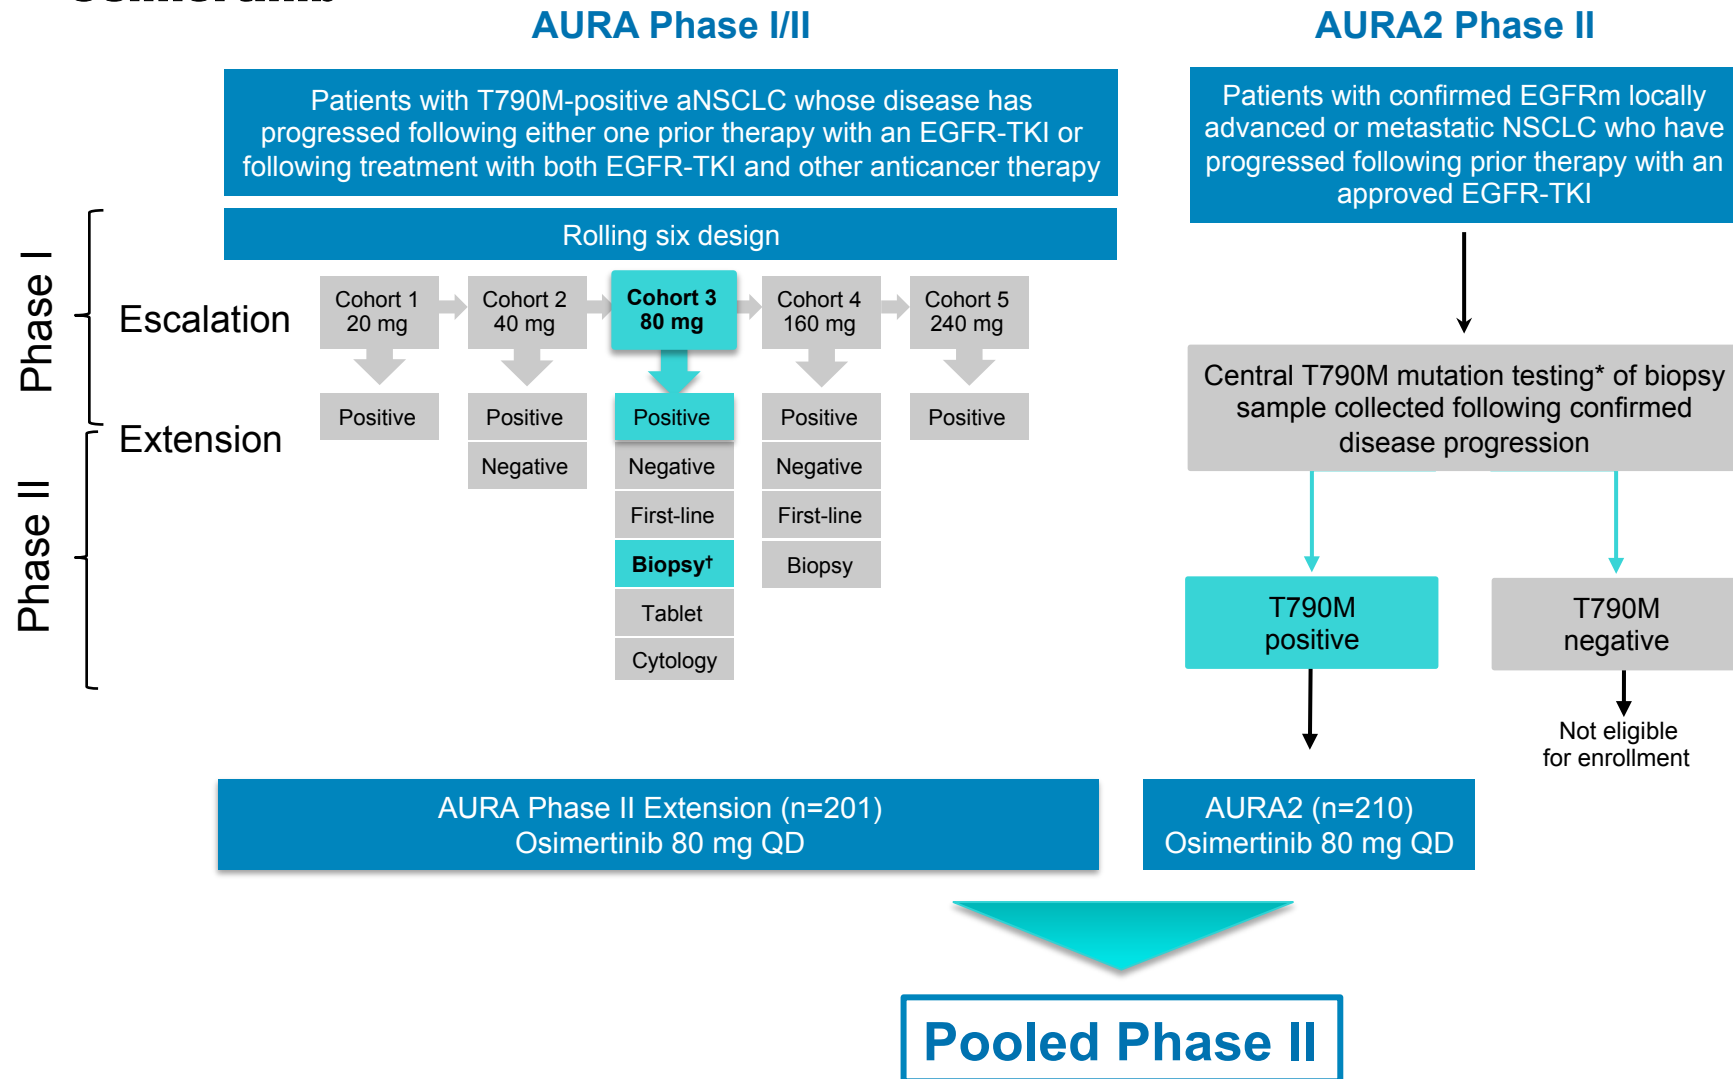 AURA Phase I/II
Patients with T790M-positive aNSCLC whose disease has
progressed following either one prior therapy with an EGFR-TKI or
following treatment with both EGFR-TKI and other anticancer therapy
Rolling six design
Phase I
Escalation
Cohort 1
20 mg
Cohort 2
40 mg
Cohort 3
80 mg
Cohort 4
160 mg
Cohort 5
240 mg
Extension
Phase II
Positive
Positive
Negative
Positive
Negative
First-line
Biopsy†
Tablet
Cytology
Positive
Negative
First-line
Biopsy
Positive
AURA Phase II Extension (n=201)
Osimertinib 80 mg QD
AURA2 Phase II
Patients with confirmed EGFRm locally
advanced or metastatic NSCLC who have
progressed following prior therapy with an
approved EGFR-TKI
Central T790M mutation testing* of biopsy
sample collected following confirmed
disease progression
T790M
positive
T790M
negative
Not eligible
for enrollment
AURA2 (n=210)
Osimertinib 80 mg QD
Pooled Phase II